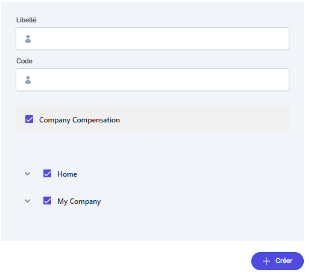 Libellé
Code
Company Compensation
Home
My Company
Créer